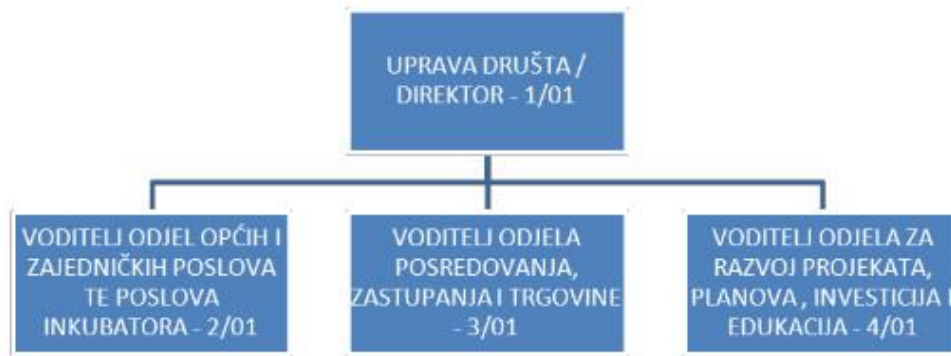 UPRAVA DRUŠTA /
DIREKTOR - 1/01
VODITELJ ODJEL OPĆIH I
ZAJEDNIČKIH POSLOVA
TE POSLOVA
INKUBATORA - 2/01
VODITELJ ODJELA
POSREDOVANJA,
ZASTUPANJA I TRGOVINE
- 3/01
VODITELJ ODJELA ZA
RAZVOJ PROJEKATA,
PLANOVA , INVESTICIJA I
EDUKACIJA - 4/01